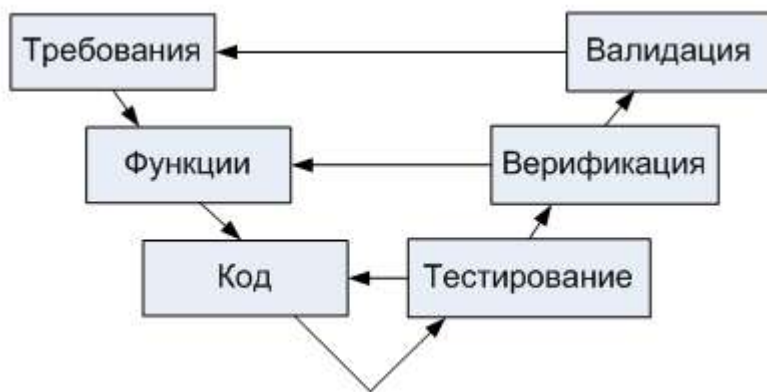 Требования
Валидация
Функции
Верификация
Код
Тестирование